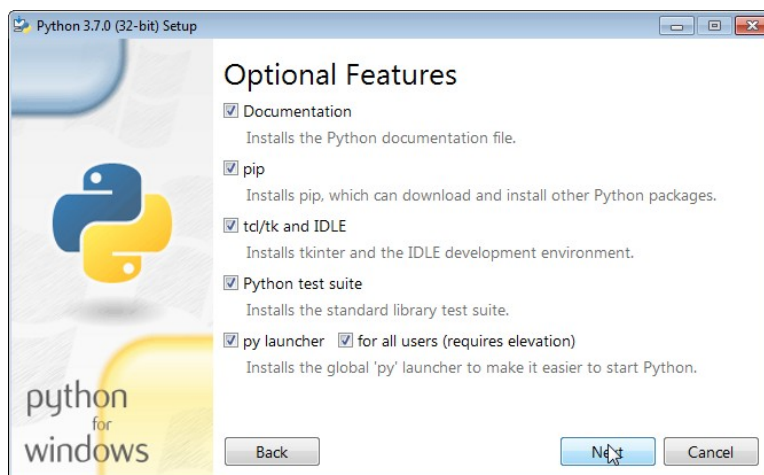 Python 3.7.0 (32-bit) Setup
Optional Features
Documentation
Installs the Python documentation file.
pip
Installs pip, which can download and install other Python packages.
tcl/tk and IDLE
Installs tkinter and the IDLE development environment.
Python test suite
Installs the standard library test suite.
py launcher for all users (requires elevation)
Installs the global 'py' launcher to make it easier to start Python.
python
for
windows
Back Next Cancel